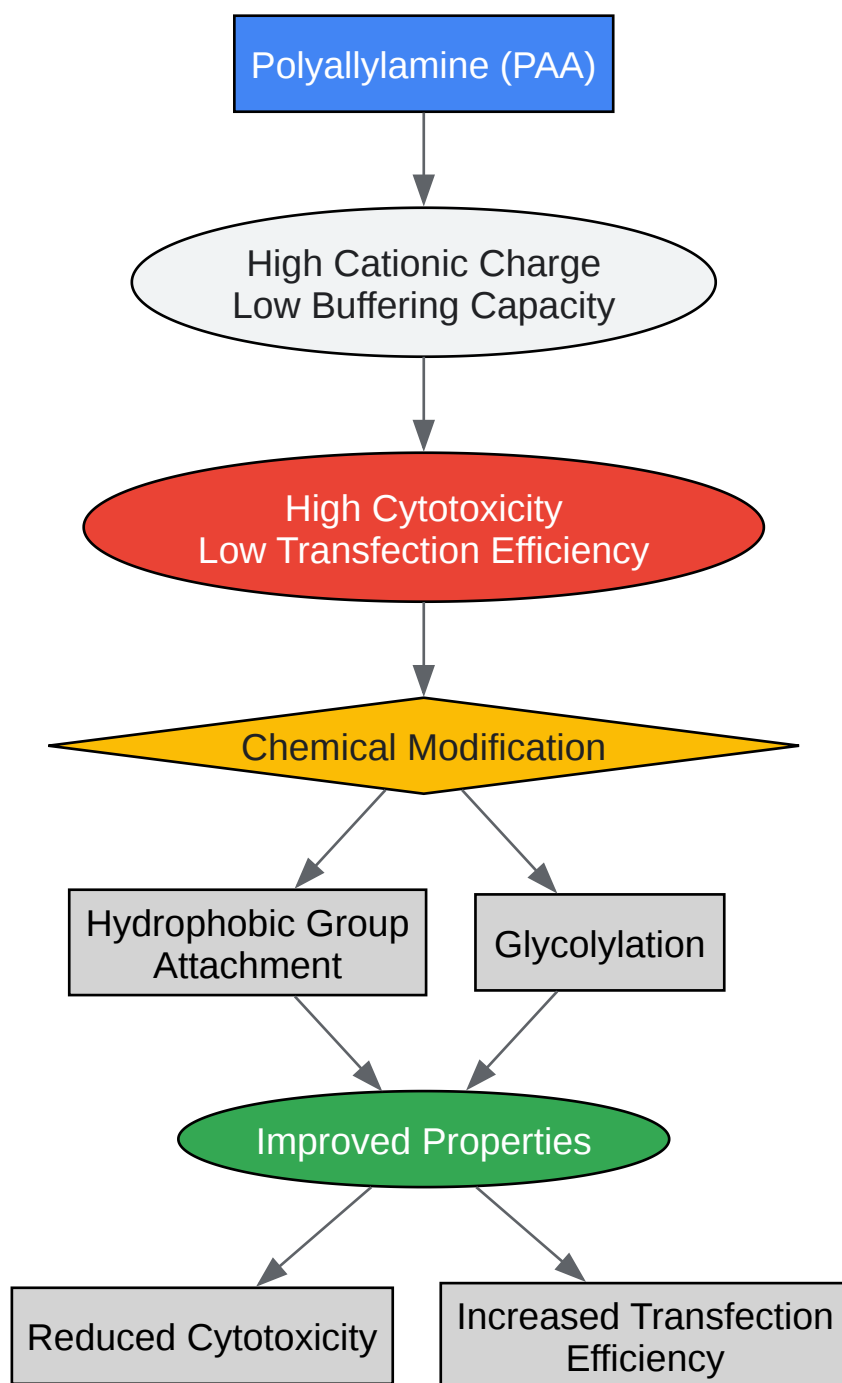 Polyallylamine (PAA)
High Cationic Charge
Low Buffering Capacity
High Cytotoxicity
Low Transfection Efficiency
Chemical Modification
Hydrophobic Group
Attachment
Glycolylation
Improved Properties
Reduced Cytotoxicity
Increased Transfection
Efficiency